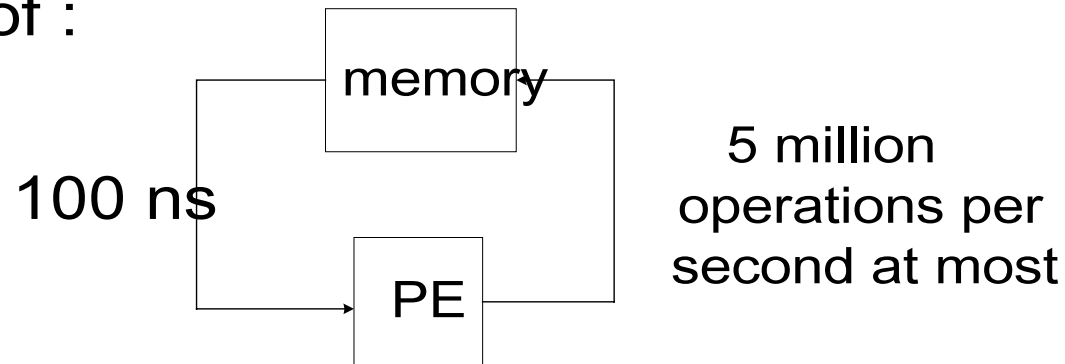 of :
memory
100 ns
5 million
operations per
second at most
PE